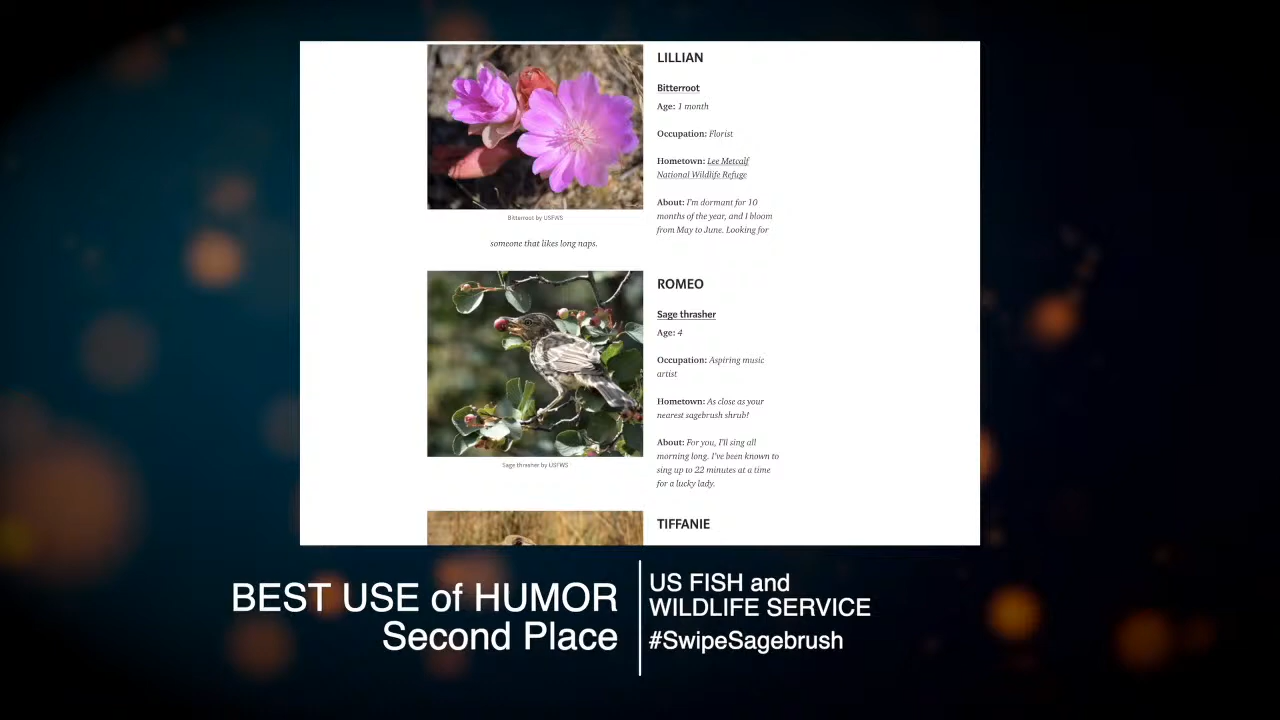 LILLIAN
Bitterroot
Age: 1 month
Occupation: Florist
Hometown: Lee Metcalf
National Wildlife Refuge
About: I'm dormant for 10
months of the year, and I bloom
from May to June. Looking for
Bitterroot by USFWS
someone that likes long naps.
ROMEO
Sage thrasher
Age: 4
Occupation: Aspiring music
artist
Hometown: As close as your
nearest sagebrush shrub!
About: For you, I'll sing all
morning long. I've been known to
sing up to 22 minutes at a time
for a lucky lady.
Sage thrasher by USFWS
TIFFANIE
BEST USE of HUMOR
Second Place
US FISH and
WILDLIFE SERVICE
#SwipeSagebrush